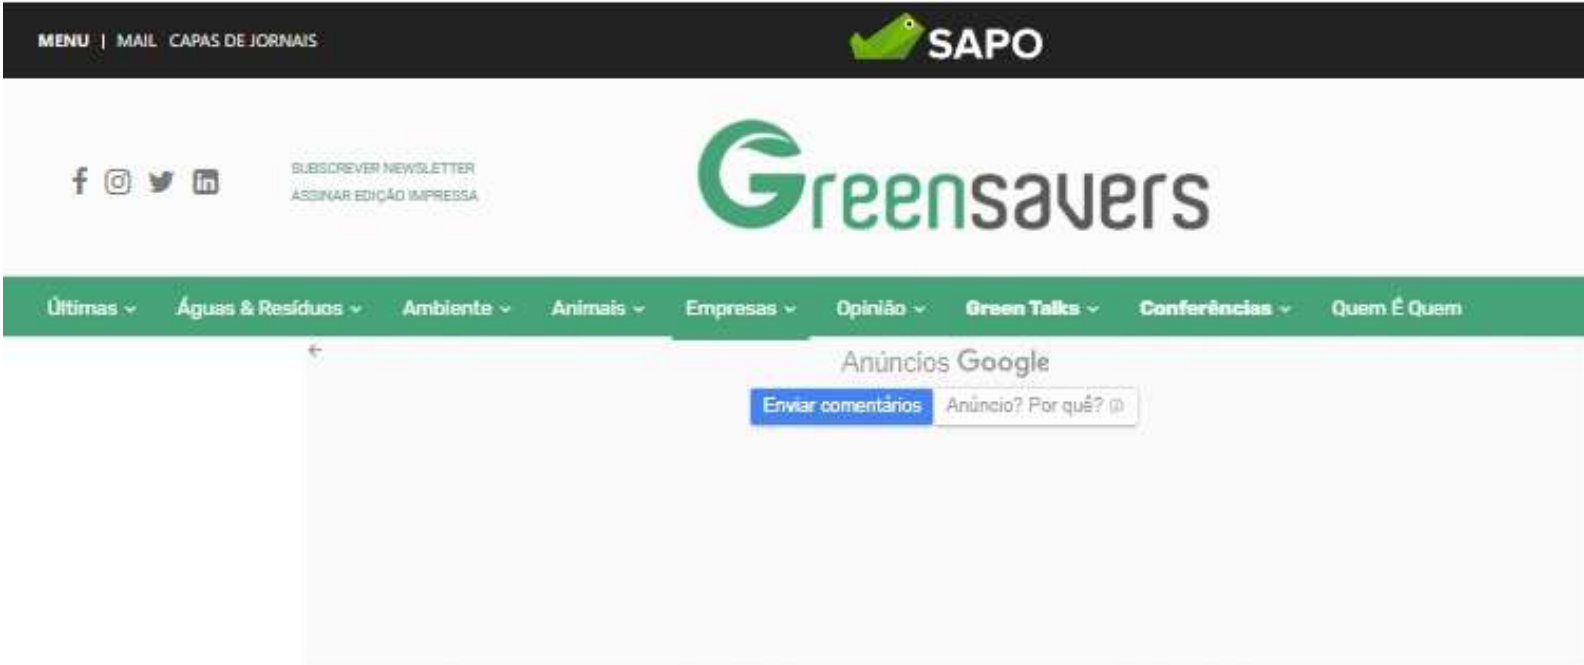 MENU | MAIL CAPAS DE JORNAIS
SAPO
SUBSCREVER NEWSLETTER
ASSINAR EDIÇÃO IMPRESSA
Greensavers
Últimas Águas & Resíduos Ambiente Animais Empresas Opinião Green Talks Conferências Quem É Quem
Anúncios Google
Enviar comentários Anúncio? Por quê?